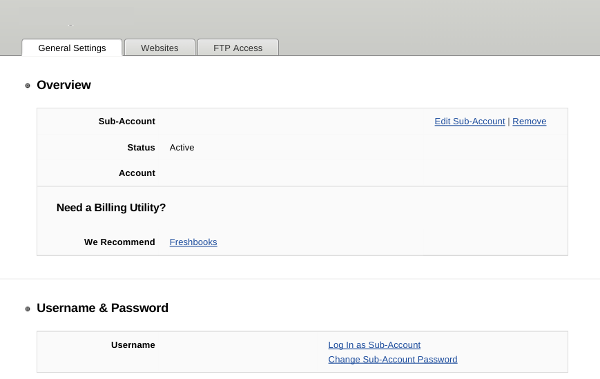 General Settings Websites FTP Access
Overview
Sub-Account Edit Sub-Account | Remove
Status Active
Account
Need a Billing Utility?
We Recommend Freshbooks
Username & Password
Username Log In as Sub-Account
Change Sub-Account Password